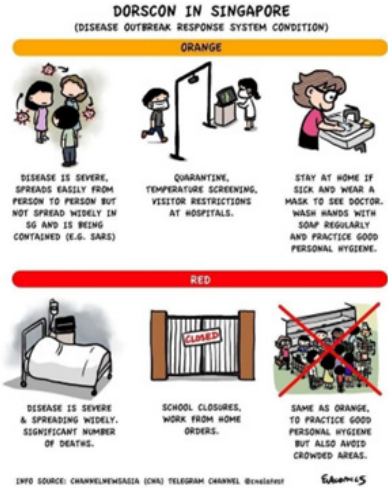 DORSCON IN SINGAPORE
(DISEASE OUTBREAK RESPONSE SYSTEM CONDITION)
ORANGE
DISEASE IS SEVERE,
SPREADS EASILY FROM
PERSON TO PERSON BUT
NOT SPREAD WIDELY IN
SG AND IS BEING
CONTAINED (E.G. SARS)
QUARANTINE,
TEMPERATURE SCREENING,
VISITOR RESTRICTIONS
AT HOSPITALS.
STAY AT HOME IF
SICK AND WEAR A
MASK TO SEE DOCTOR.
WASH HANDS WITH
SOAP REGULARLY
AND PRACTICE GOOD
PERSONAL HYGIENE.
RED
CLOSED
DISEASE IS SEVERE
& SPREADING WIDELY.
SIGNIFICANT NUMBER
OF DEATHS.
SCHOOL CLOSURES,
WORK FROM HOME
ORDERS.
SAME AS ORANGE,
TO PRACTICE GOOD
PERSONAL HYGIENE
BUT ALSO AVOID
CROWDED AREAS.
INFO SOURCE: CHANNELNEWSASIA (CNA) TELEGRAM CHANNEL @cnalatest